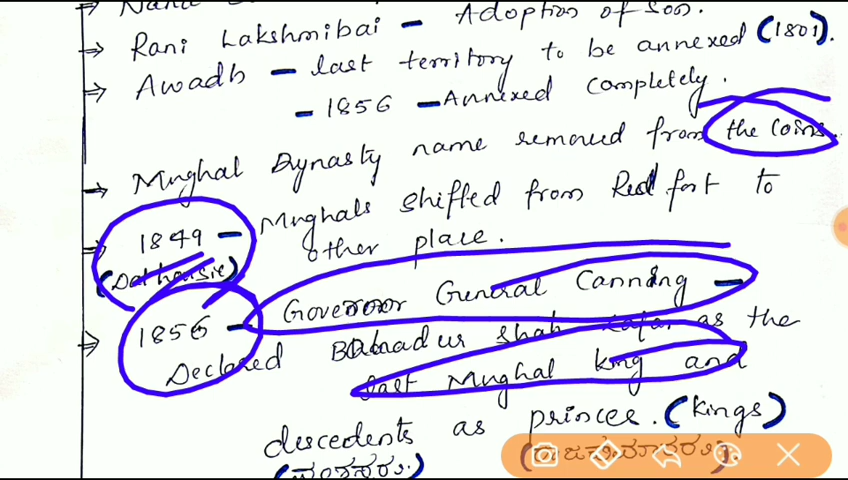 ⇒ Rani Lakshmibai - Adoption of son.
⇒ Awadh - last territory to be annexed (1801).
- 1856 - Annexed completely.
→ Mughal Dynasty name removed from the coins.
⇒ 1849 - Mughals shifted from Red fort to
(Dalhousie) other place.
⇒ 1856 - Governor General Canning -
Declared Bahadur shah zafar as the
last Mughal king and
descedents as princes. (kings)